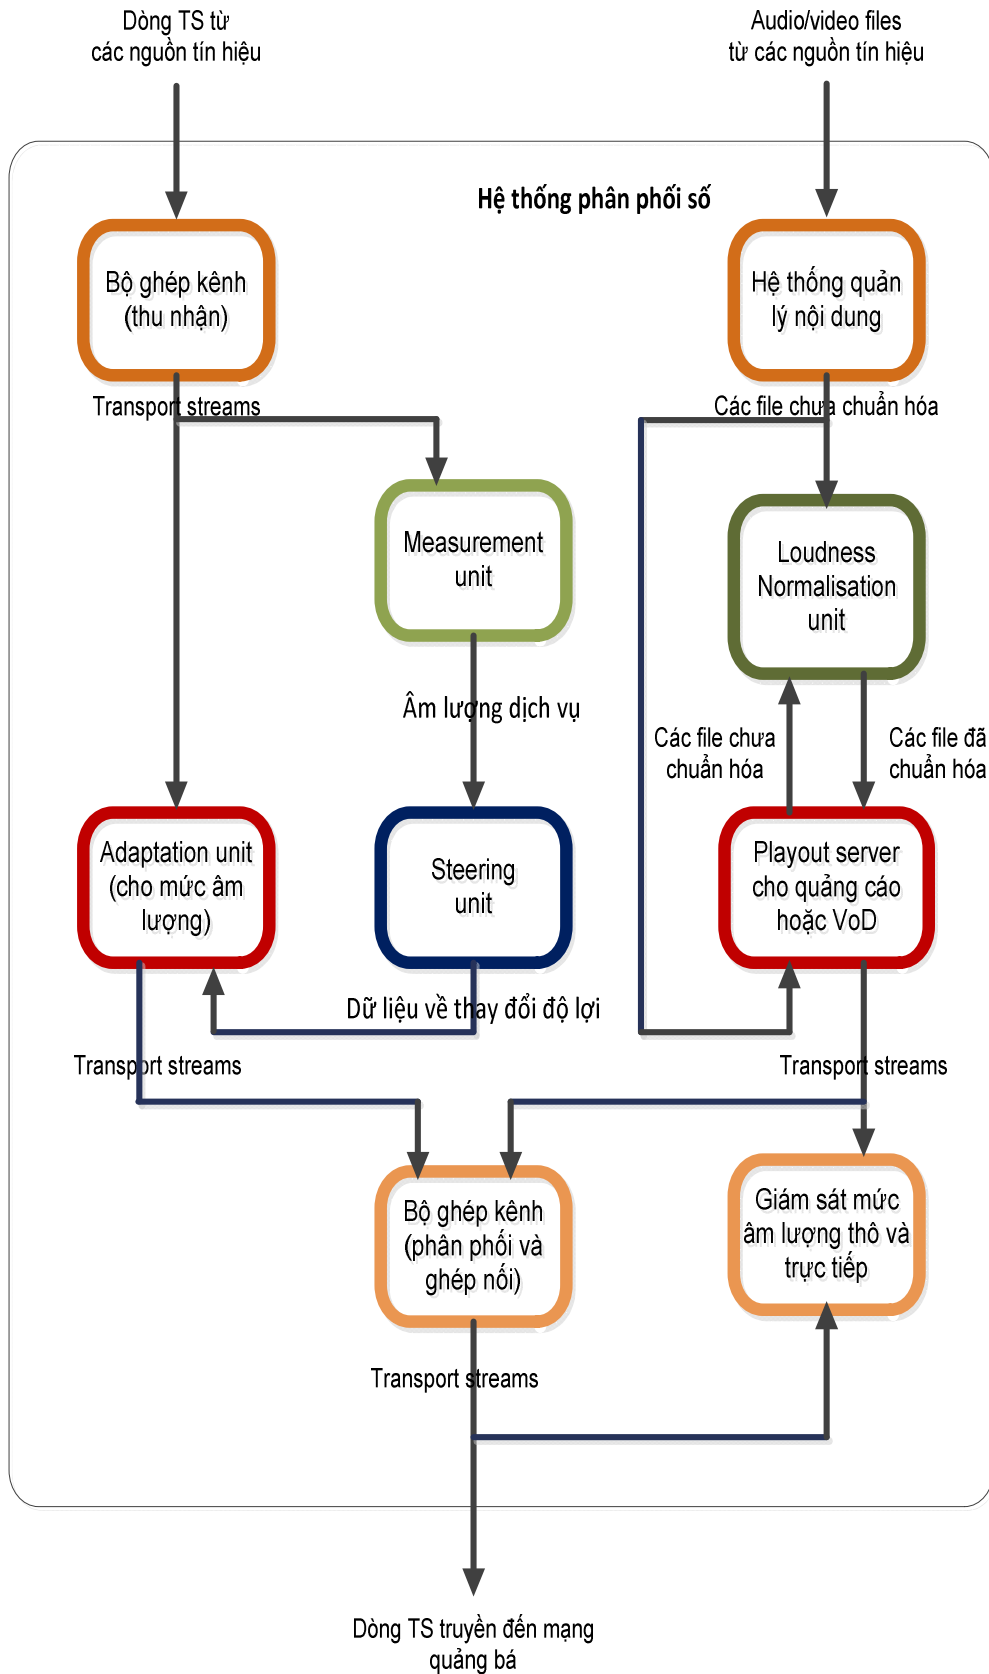 Dòng TS từ
các nguồn tín hiệu
Audio/video files
từ các nguồn tín hiệu
Hệ thống phân phối số
Bộ ghép kênh
(thu nhận)
Hệ thống quản
lý nội dung
Transport streams
Các file chưa chuẩn hóa
Measurement
unit
Loudness
Normalisation
unit
Âm lượng dịch vụ
Các file chưa
chuẩn hóa
Các file đã
chuẩn hóa
Adaptation unit
(cho mức âm
lượng)
Steering
unit
Playout server
cho quảng cáo
hoặc VoD
Dữ liệu về thay đổi độ lợi
Transport streams
Transport streams
Bộ ghép kênh
(phân phối và
ghép nối)
Giám sát mức
âm lượng thô và
trực tiếp
Transport streams
Dòng TS truyền đến mạng
quảng bá